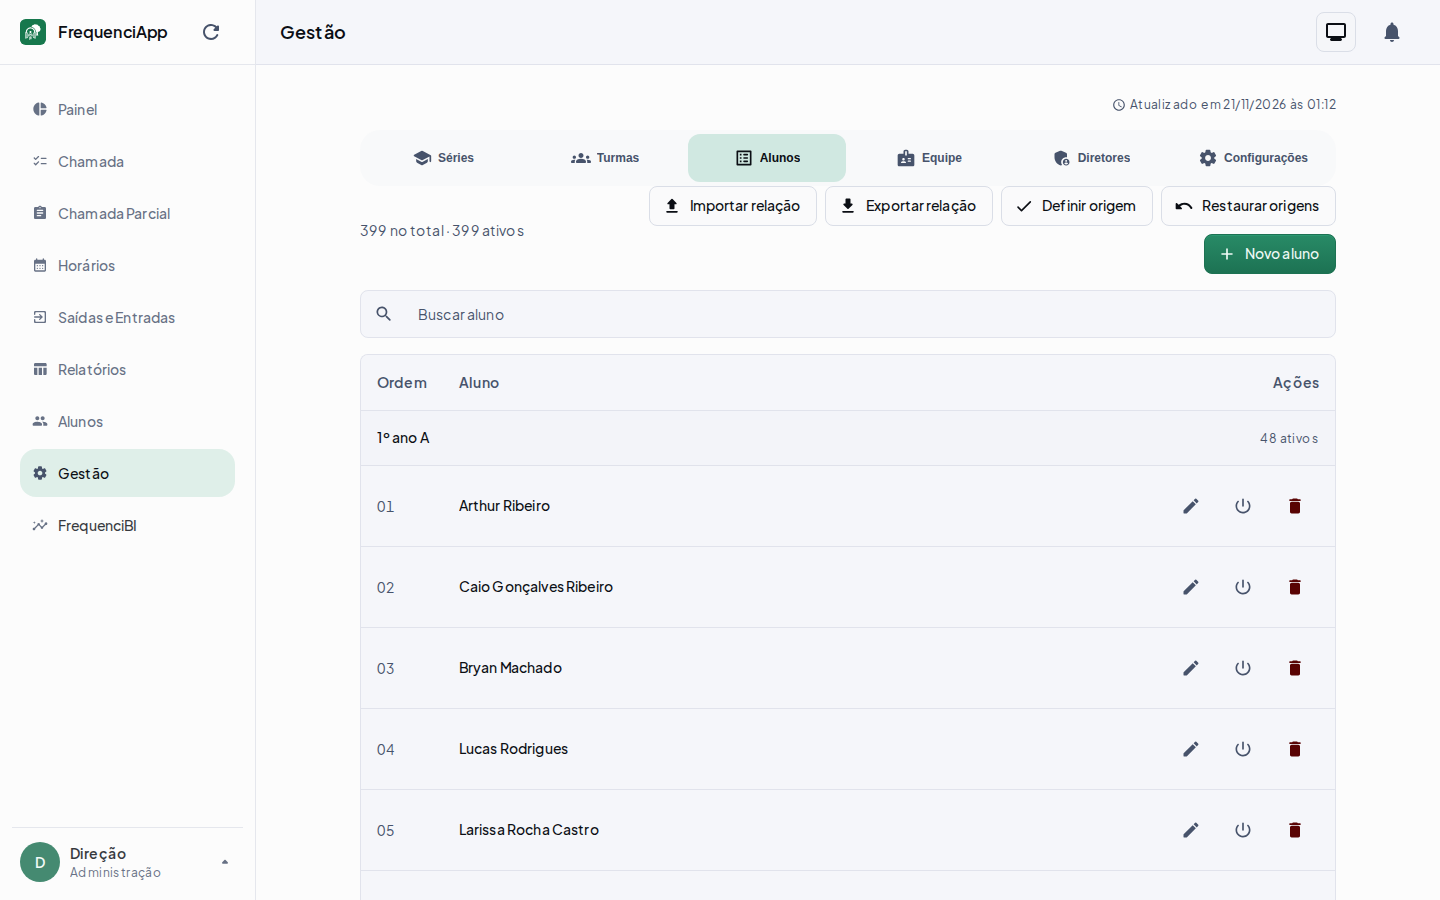 FrequenciApp
Gestão
Painel
Chamada
Chamada Parcial
Horários
Saídas e Entradas
Relatórios
Alunos
Gestão
FrequenciBI
D
Direção
Administração
Atualizado em 21/11/2026 às 01:12
Séries
Turmas
Alunos
Equipe
Diretores
Configurações
399 no total · 399 ativos
Importar relação
Exportar relação
Definir origem
Restaurar origens
Novo aluno
Buscar aluno
Ordem Aluno Ações
1º ano A 48 ativos
01 Arthur Ribeiro
02 Caio Gonçalves Ribeiro
03 Bryan Machado
04 Lucas Rodrigues
05 Larissa Rocha Castro